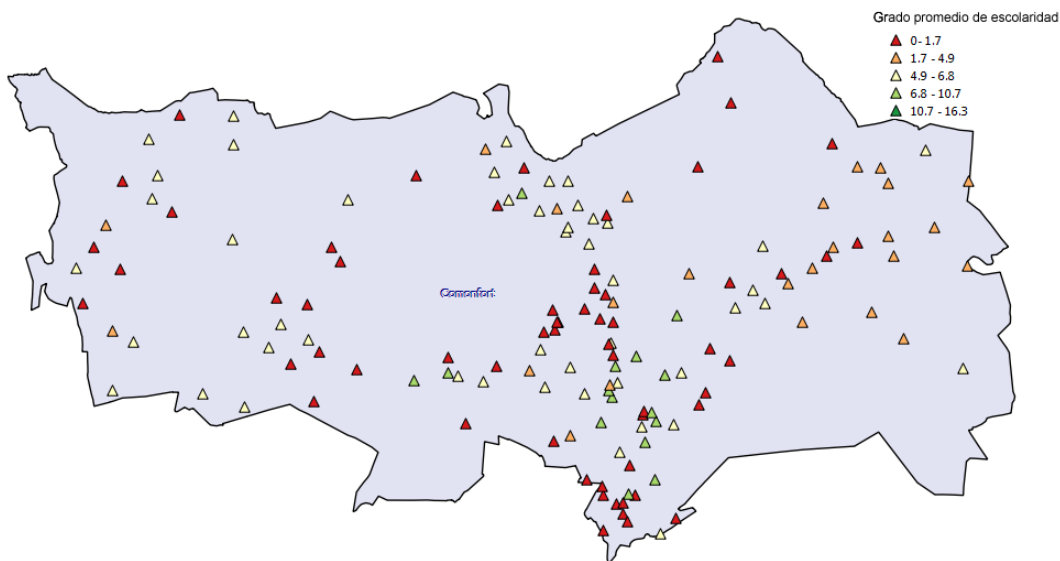 Grado promedio de escolaridad
0- 1.7
1.7 - 4.9
4.9 - 6.8
6.8 - 10.7
10.7 - 16.3
Comonfort